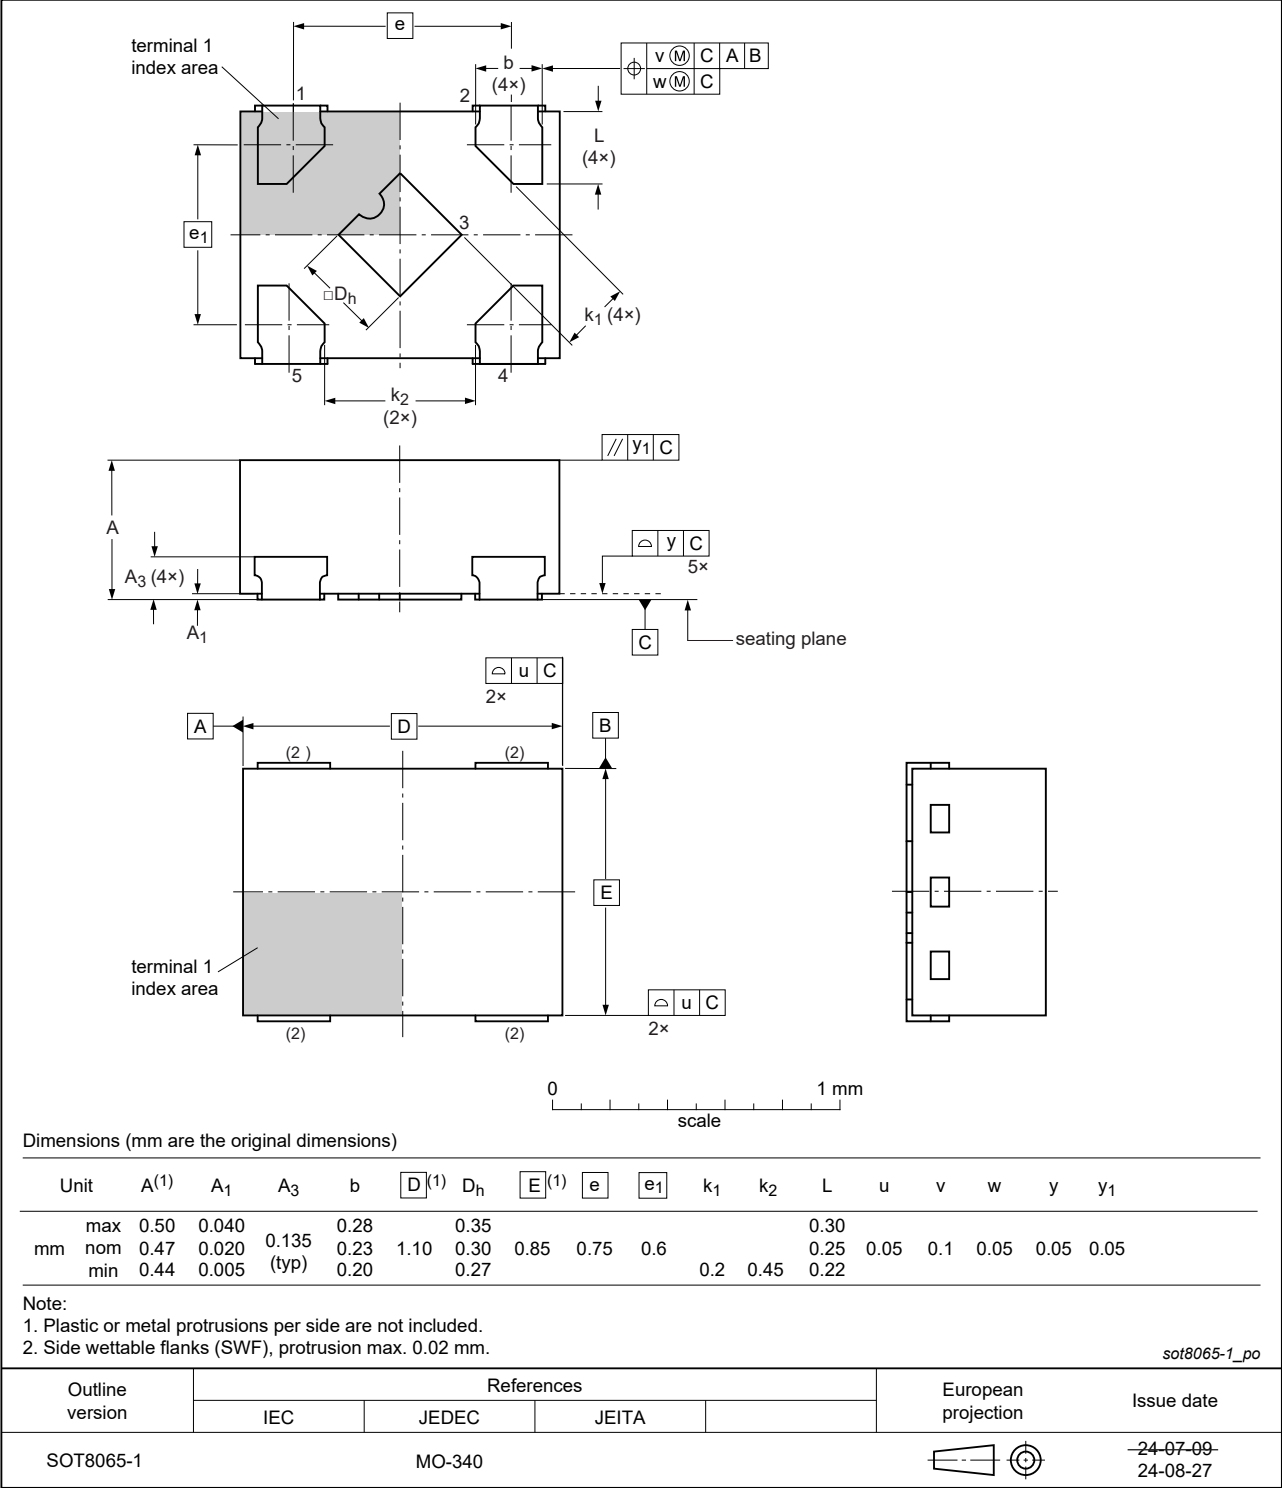 e
terminal 1
index area
b
(4×)
v Ⓜ C A B
w Ⓜ C
1
2
L
(4×)
e1
3
□Dh
k1 (4×)
5
4
k2
(2×)
// y1 C
A
⌓ y C
5×
A3 (4×)
A1
C
seating plane
⌓ u C
2×
A
D
B
(2 )
(2)
E
terminal 1
index area
(2)
(2)
⌓ u C
2×
0 1 mm
scale
Dimensions (mm are the original dimensions)
Unit A(1) A1 A3 b D(1) Dh E(1) e e1 k1 k2 L u v w y y1
max 0.50 0.040 0.28 0.35 0.30
mm nom 0.47 0.020 0.135 (typ) 0.23 1.10 0.30 0.85 0.75 0.6 0.25 0.05 0.1 0.05 0.05 0.05
min 0.44 0.005 0.20 0.27 0.2 0.45 0.22
Note:
1. Plastic or metal protrusions per side are not included.
2. Side wettable flanks (SWF), protrusion max. 0.02 mm.
sot8065-1_po
Outline
version
References
IEC JEDEC JEITA
European
projection
Issue date
SOT8065-1 MO-340
24-07-09
24-08-27